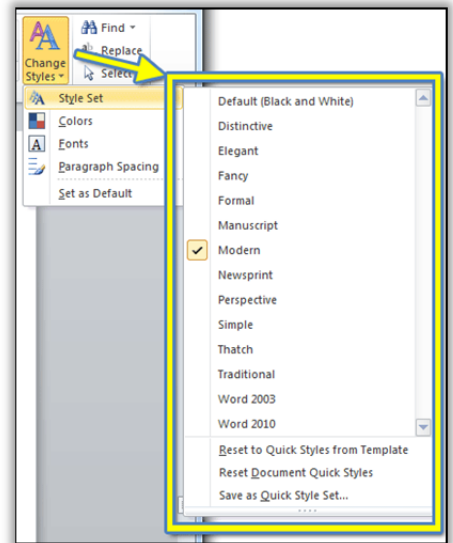 Find
Replace
Select
Change
Styles
Style Set
Colors
Fonts
Paragraph Spacing
Set as Default
Default (Black and White)
Distinctive
Elegant
Fancy
Formal
Manuscript
Modern
Newsprint
Perspective
Simple
Thatch
Traditional
Word 2003
Word 2010
Reset to Quick Styles from Template
Reset Document Quick Styles
Save as Quick Style Set...